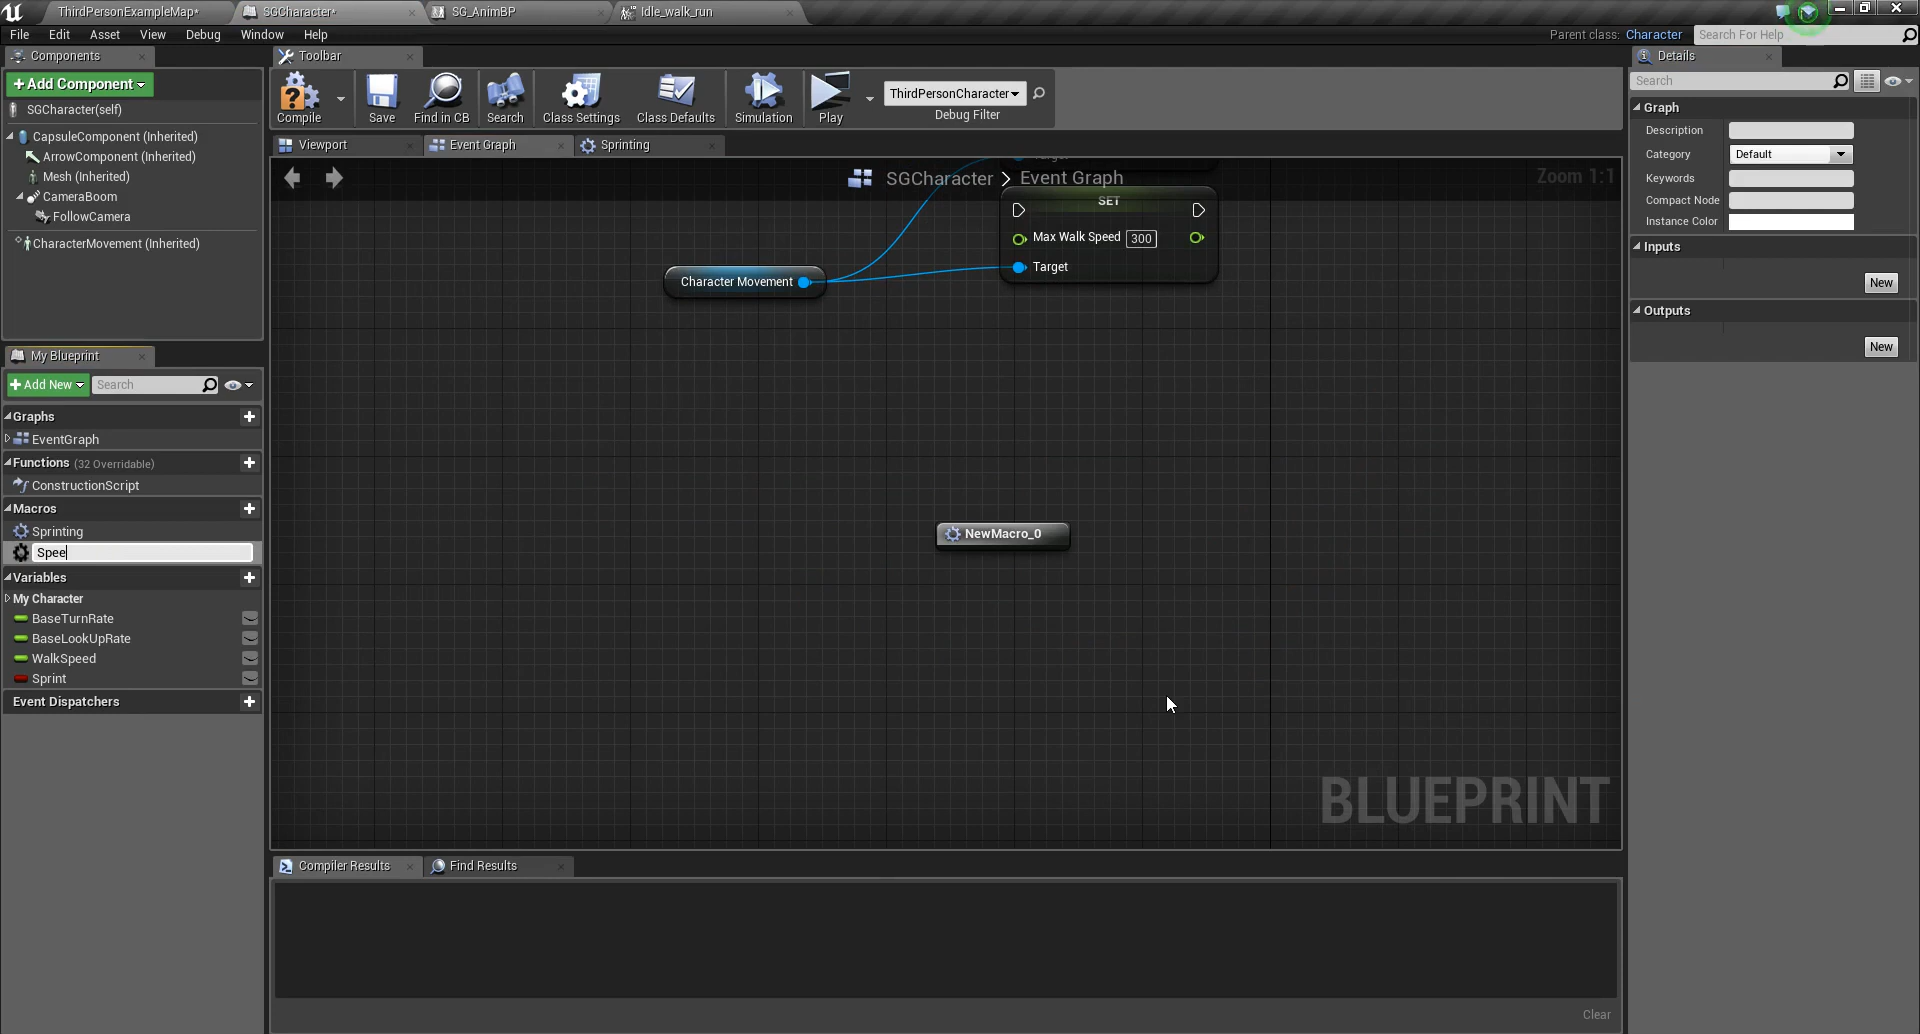 ThirdPersonExampleMap*
SGCharacter*
SG_AnimBP
Idle_walk_run
File Edit Asset View Debug Window Help
Parent class: Character
Search For Help
Components
Toolbar
Details
+Add Component
SGCharacter(self)
CapsuleComponent (Inherited)
ArrowComponent (Inherited)
Mesh (Inherited)
CameraBoom
FollowCamera
CharacterMovement (Inherited)
Compile
Save
Find in CB
Search
Class Settings
Class Defaults
Simulation
Play
ThirdPersonCharacter
Debug Filter
Viewport
Event Graph
Sprinting
SGCharacter > Event Graph
Zoom 1:1
Target
SET
Max Walk Speed 300
Target
Character Movement
NewMacro_0
BLUEPRINT
My Blueprint
+Add New
Search
Graphs
EventGraph
Functions (32 Overridable)
ConstructionScript
Macros
Sprinting
Spee
Variables
My Character
BaseTurnRate
BaseLookUpRate
WalkSpeed
Sprint
Event Dispatchers
Search
Graph
Description
Category Default
Keywords
Compact Node
Instance Color
Inputs
New
Outputs
New
Compiler Results
Find Results
Clear